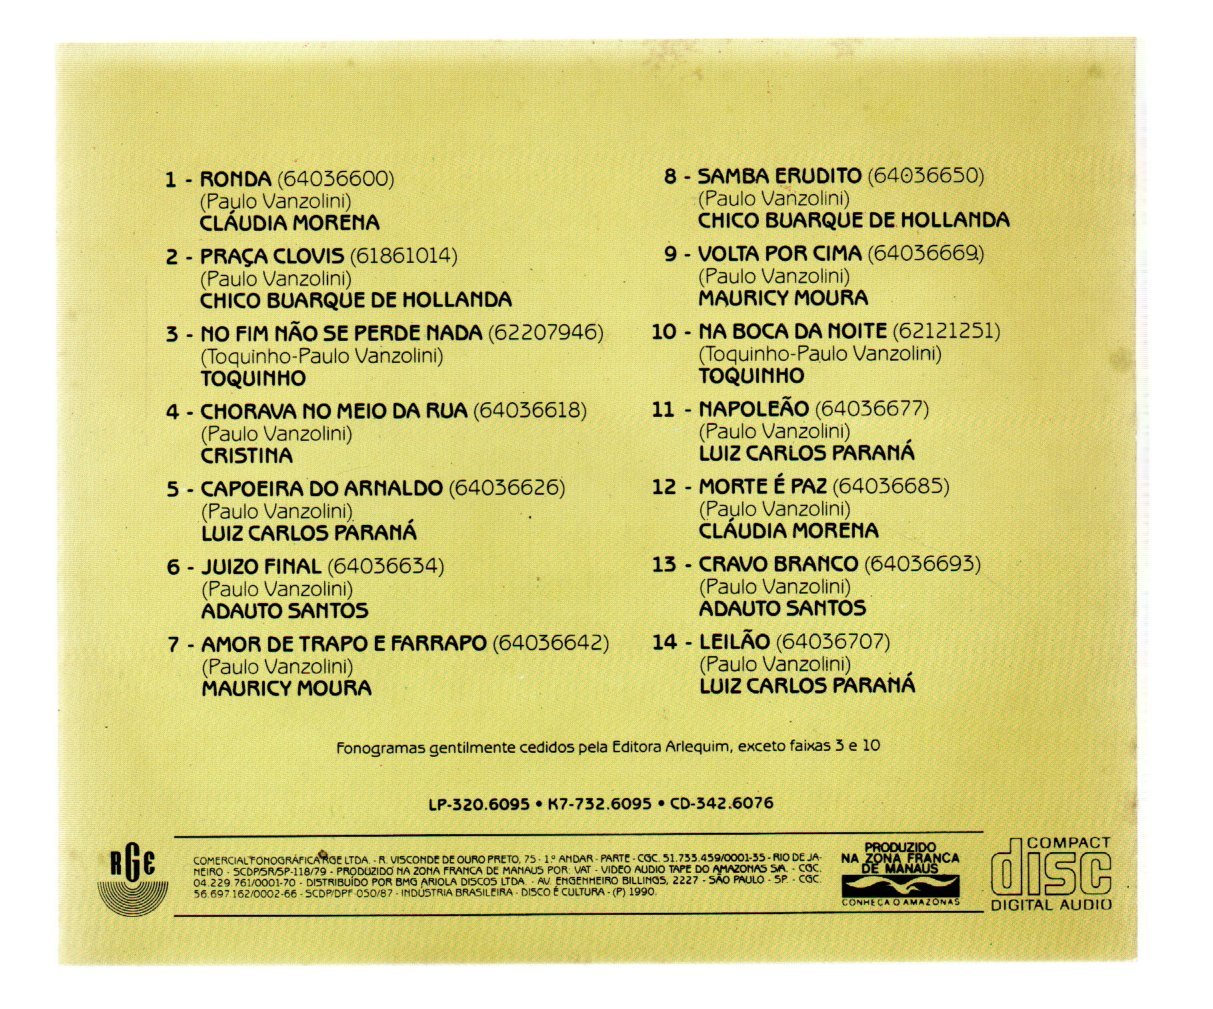 1 - RONDA (64036600)
(Paulo Vanzolini)
CLÁUDIA MORENA
2 - PRAÇA CLOVIS (61861014)
(Paulo Vanzolini)
CHICO BUARQUE DE HOLLANDA
3 - NO FIM NÃO SE PERDE NADA (62207946)
(Toquinho-Paulo Vanzolini)
TOQUINHO
4 - CHORAVA NO MEIO DA RUA (64036618)
(Paulo Vanzolini)
CRISTINA
5 - CAPOEIRA DO ARNALDO (64036626)
(Paulo Vanzolini)
LUIZ CARLOS PARANÁ
6 - JUIZO FINAL (64036634)
(Paulo Vanzolini)
ADAUTO SANTOS
7 - AMOR DE TRAPO E FARRAPO (64036642)
(Paulo Vanzolini)
MAURICY MOURA
8 - SAMBA ERUDITO (64036650)
(Paulo Vanzolini)
CHICO BUARQUE DE HOLLANDA
9 - VOLTA POR CIMA (64036669)
(Paulo Vanzolini)
MAURICY MOURA
10 - NA BOCA DA NOITE (62121251)
(Toquinho-Paulo Vanzolini)
TOQUINHO
11 - NAPOLEÃO (64036677)
(Paulo Vanzolini)
LUIZ CARLOS PARANÁ
12 - MORTE É PAZ (64036685)
(Paulo Vanzolini)
CLÁUDIA MORENA
13 - CRAVO BRANCO (64036693)
(Paulo Vanzolini)
ADAUTO SANTOS
14 - LEILÃO (64036707)
(Paulo Vanzolini)
LUIZ CARLOS PARANÁ
Fonogramas gentilmente cedidos pela Editora Arlequim, exceto faixas 3 e 10
LP-320.6095 • K7-732.6095 • CD-342.6076
RGE
COMERCIAL FONOGRÁFICA RGE LTDA. - R. VISCONDE DE OURO PRETO, 75 - 1º ANDAR - PARTE - CGC. 51.733.459/0001-35 - RIO DE JA-
NEIRO - SCDP/SR/SP-118/79 - PRODUZIDO NA ZONA FRANCA DE MANAUS POR: VAT - VIDEO AUDIO TAPE DO AMAZONAS S/A. - CGC.
04.229.761/0001-70 - DISTRIBUÍDO POR BMG ARIOLA DISCOS LTDA. - AV. ENGENHEIRO BILLINGS, 2227 - SÃO PAULO - SP - CGC.
56.697.162/0002-66 - SCDP/DPF-050/87 - INDÚSTRIA BRASILEIRA - DISCO É CULTURA - (P) 1990.
PRODUZIDO
NA ZONA FRANCA
DE MANAUS
CONHEÇA O AMAZONAS
COMPACT
disc
DIGITAL AUDIO